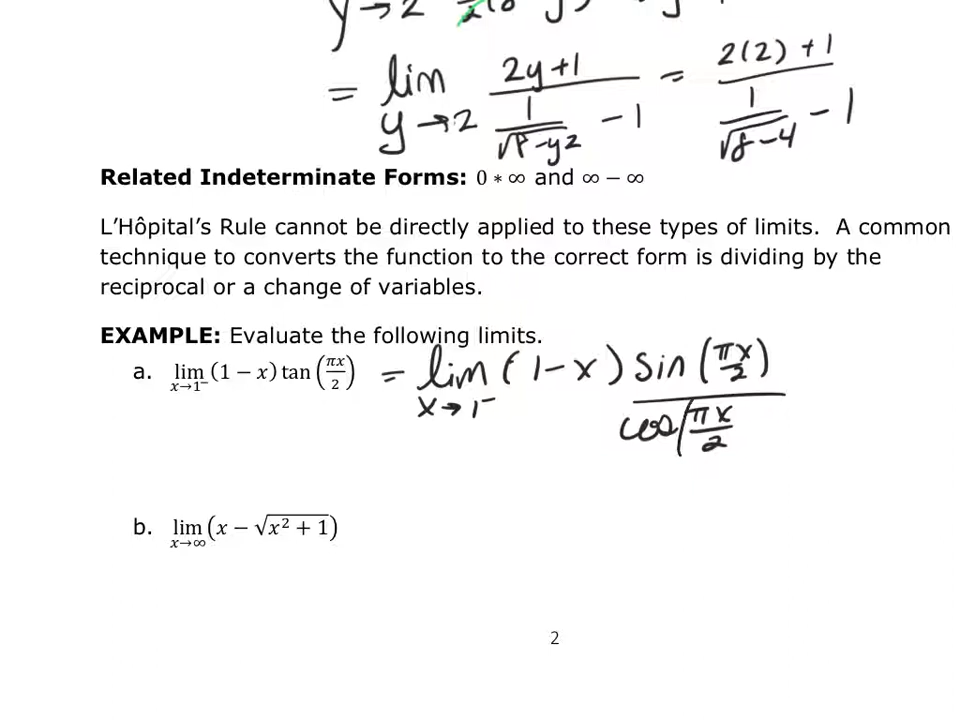 y→2
= lim y→2 (2y+1)/(1/√(8-y²) - 1) = (2(2)+1)/(1/√(8-4) - 1)
Related Indeterminate Forms: 0 * ∞ and ∞ − ∞
L’Hôpital’s Rule cannot be directly applied to these types of limits. A common
technique to converts the function to the correct form is dividing by the
reciprocal or a change of variables.
EXAMPLE: Evaluate the following limits.
a. lim x→1⁻ (1 − x) tan (πx/2) = lim x→1⁻ (1-x) sin(πx/2)/cos(πx/2
b. lim x→∞ (x − √(x² + 1))
2